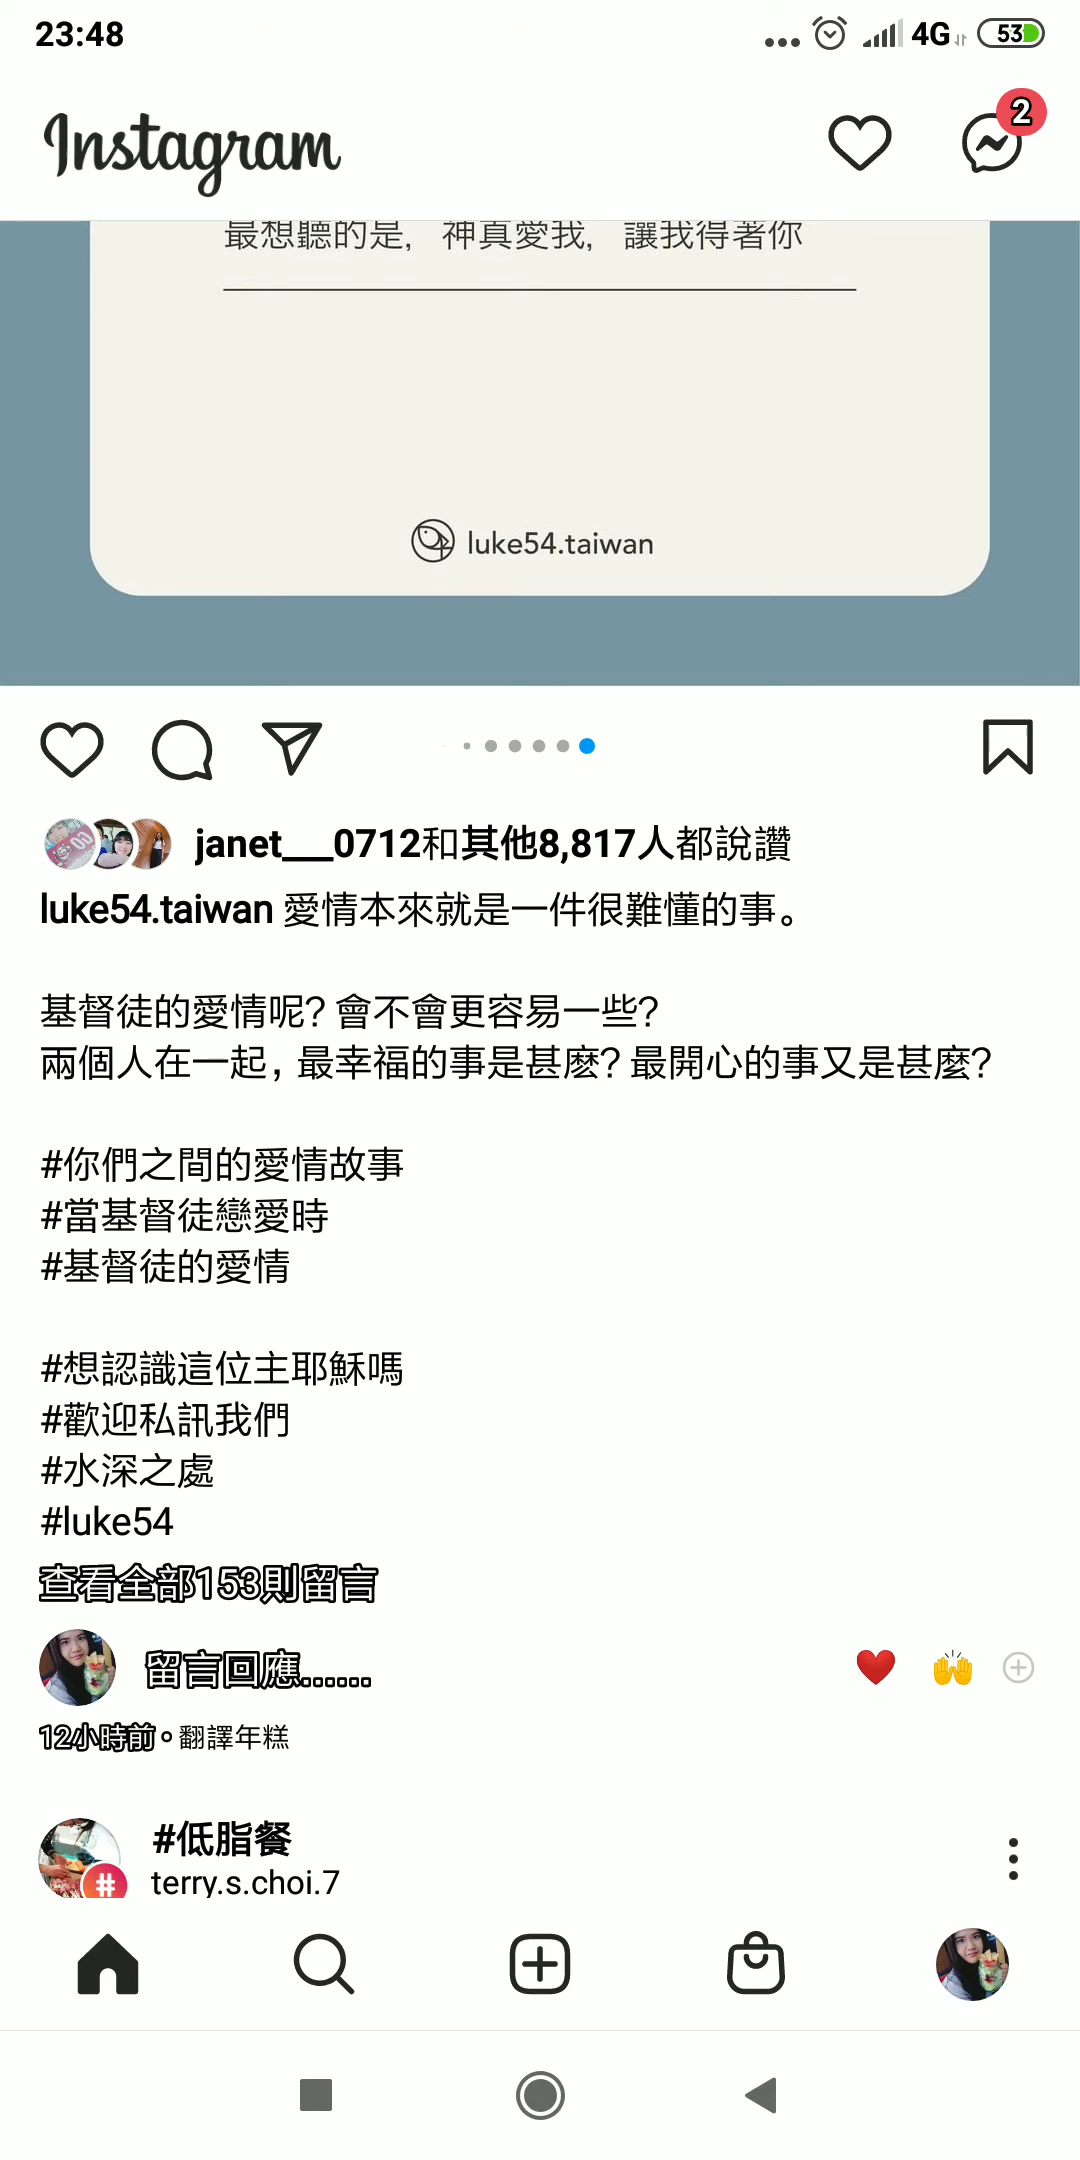 23:48
4G
53
Instagram
2
最想聽的是，神真愛我，讓我得著你
luke54.taiwan
janet___0712和其他8,817人都說讚
luke54.taiwan 愛情本來就是一件很難懂的事。
基督徒的愛情呢？會不會更容易一些？
兩個人在一起，最幸福的事是甚麼？最開心的事又是甚麼？
#你們之間的愛情故事
#當基督徒戀愛時
#基督徒的愛情
#想認識這位主耶穌嗎
#歡迎私訊我們
#水深之處
#luke54
查看全部153則留言
留言回應......
12小時前。翻譯年糕
#低脂餐
#
terry.s.choi.7